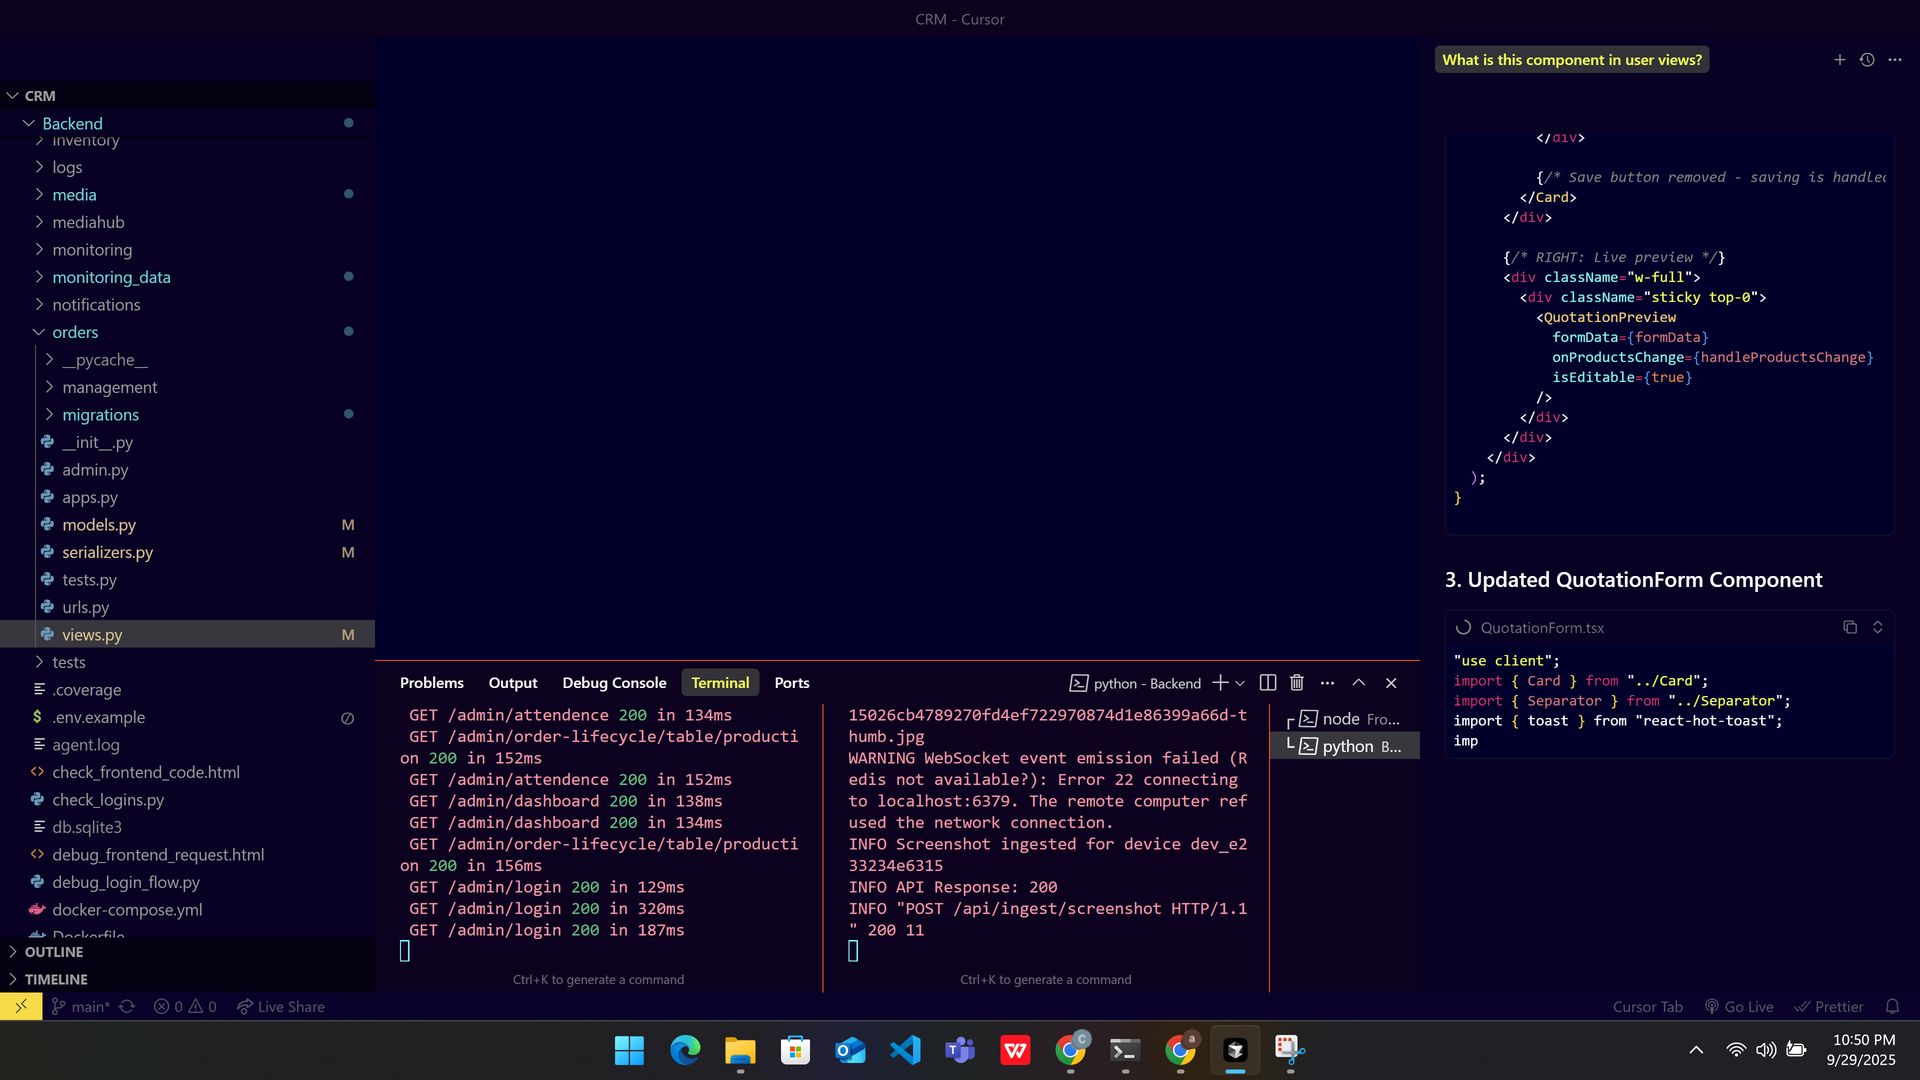 CRM - Cursor
CRM
Backend
inventory
logs
media
mediahub
monitoring
monitoring_data
notifications
orders
__pycache__
management
migrations
__init__.py
admin.py
apps.py
models.py M
serializers.py M
tests.py
urls.py
views.py M
tests
.coverage
.env.example
agent.log
check_frontend_code.html
check_logins.py
db.sqlite3
debug_frontend_request.html
debug_login_flow.py
docker-compose.yml
Dockerfile
OUTLINE
TIMELINE
Problems Output Debug Console Terminal Ports
python - Backend
GET /admin/attendence 200 in 134ms
GET /admin/order-lifecycle/table/producti
on 200 in 152ms
GET /admin/attendence 200 in 152ms
GET /admin/dashboard 200 in 138ms
GET /admin/dashboard 200 in 134ms
GET /admin/order-lifecycle/table/producti
on 200 in 156ms
GET /admin/login 200 in 129ms
GET /admin/login 200 in 320ms
GET /admin/login 200 in 187ms
Ctrl+K to generate a command
15026cb4789270fd4ef722970874d1e86399a66d-t
humb.jpg
WARNING WebSocket event emission failed (R
edis not available?): Error 22 connecting
to localhost:6379. The remote computer ref
used the network connection.
INFO Screenshot ingested for device dev_e2
33234e6315
INFO API Response: 200
INFO "POST /api/ingest/screenshot HTTP/1.1
" 200 11
Ctrl+K to generate a command
node Fro...
python B...
What is this component in user views?
</div>
{/* Save button removed - saving is handled
</Card>
</div>
{/* RIGHT: Live preview */}
<div className="w-full">
<div className="sticky top-0">
<QuotationPreview
formData={formData}
onProductsChange={handleProductsChange}
isEditable={true}
/>
</div>
</div>
</div>
);
}
3. Updated QuotationForm Component
QuotationForm.tsx
"use client";
import { Card } from "../Card";
import { Separator } from "../Separator";
import { toast } from "react-hot-toast";
imp
main* 0 0 Live Share
Cursor Tab Go Live Prettier
10:50 PM
9/29/2025